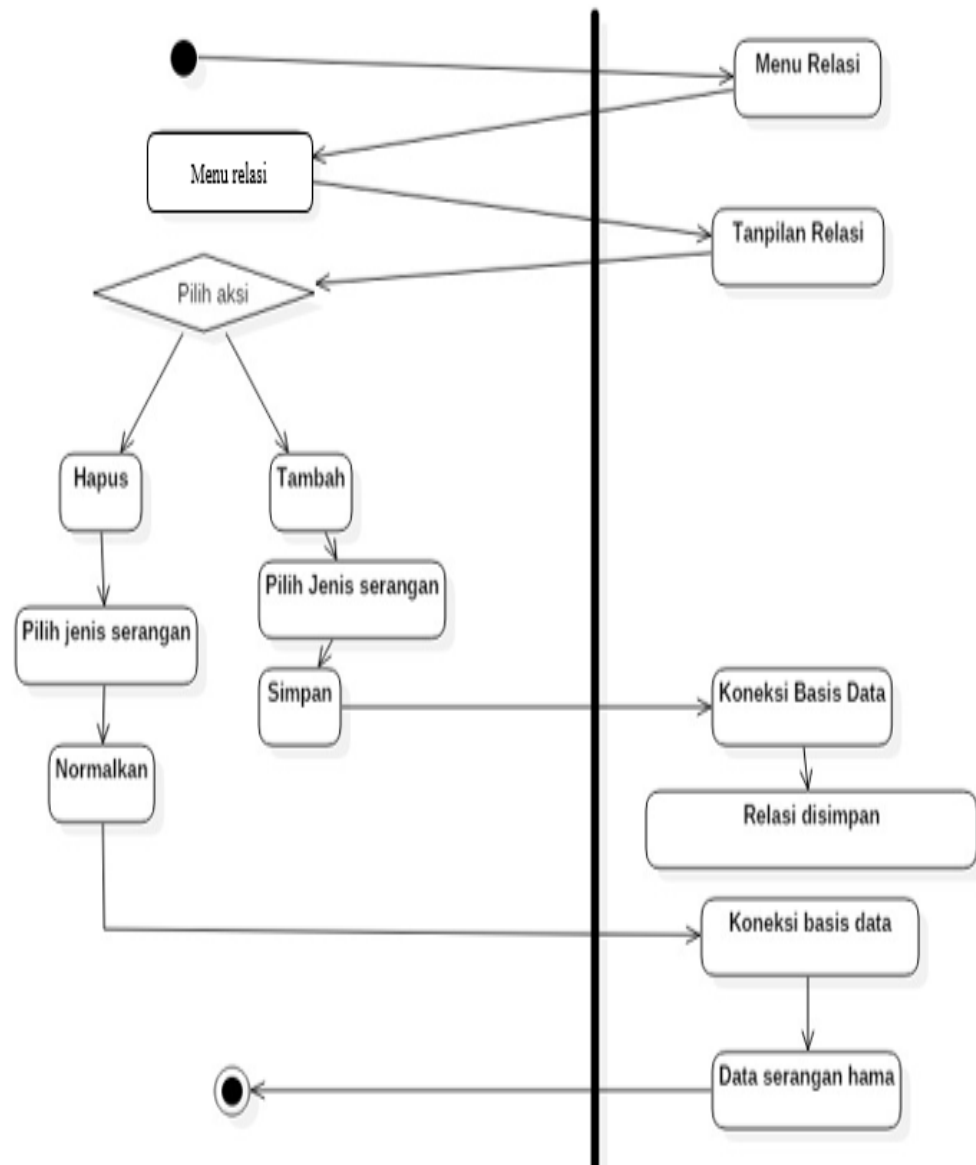 Menu Relasi
Menu relasi
Tanpilan Relasi
Pilih aksi
Hapus
Tambah
Pilih Jenis serangan
Pilih jenis serangan
Simpan
Koneksi Basis Data
Normalkan
Relasi disimpan
Koneksi basis data
Data serangan hama